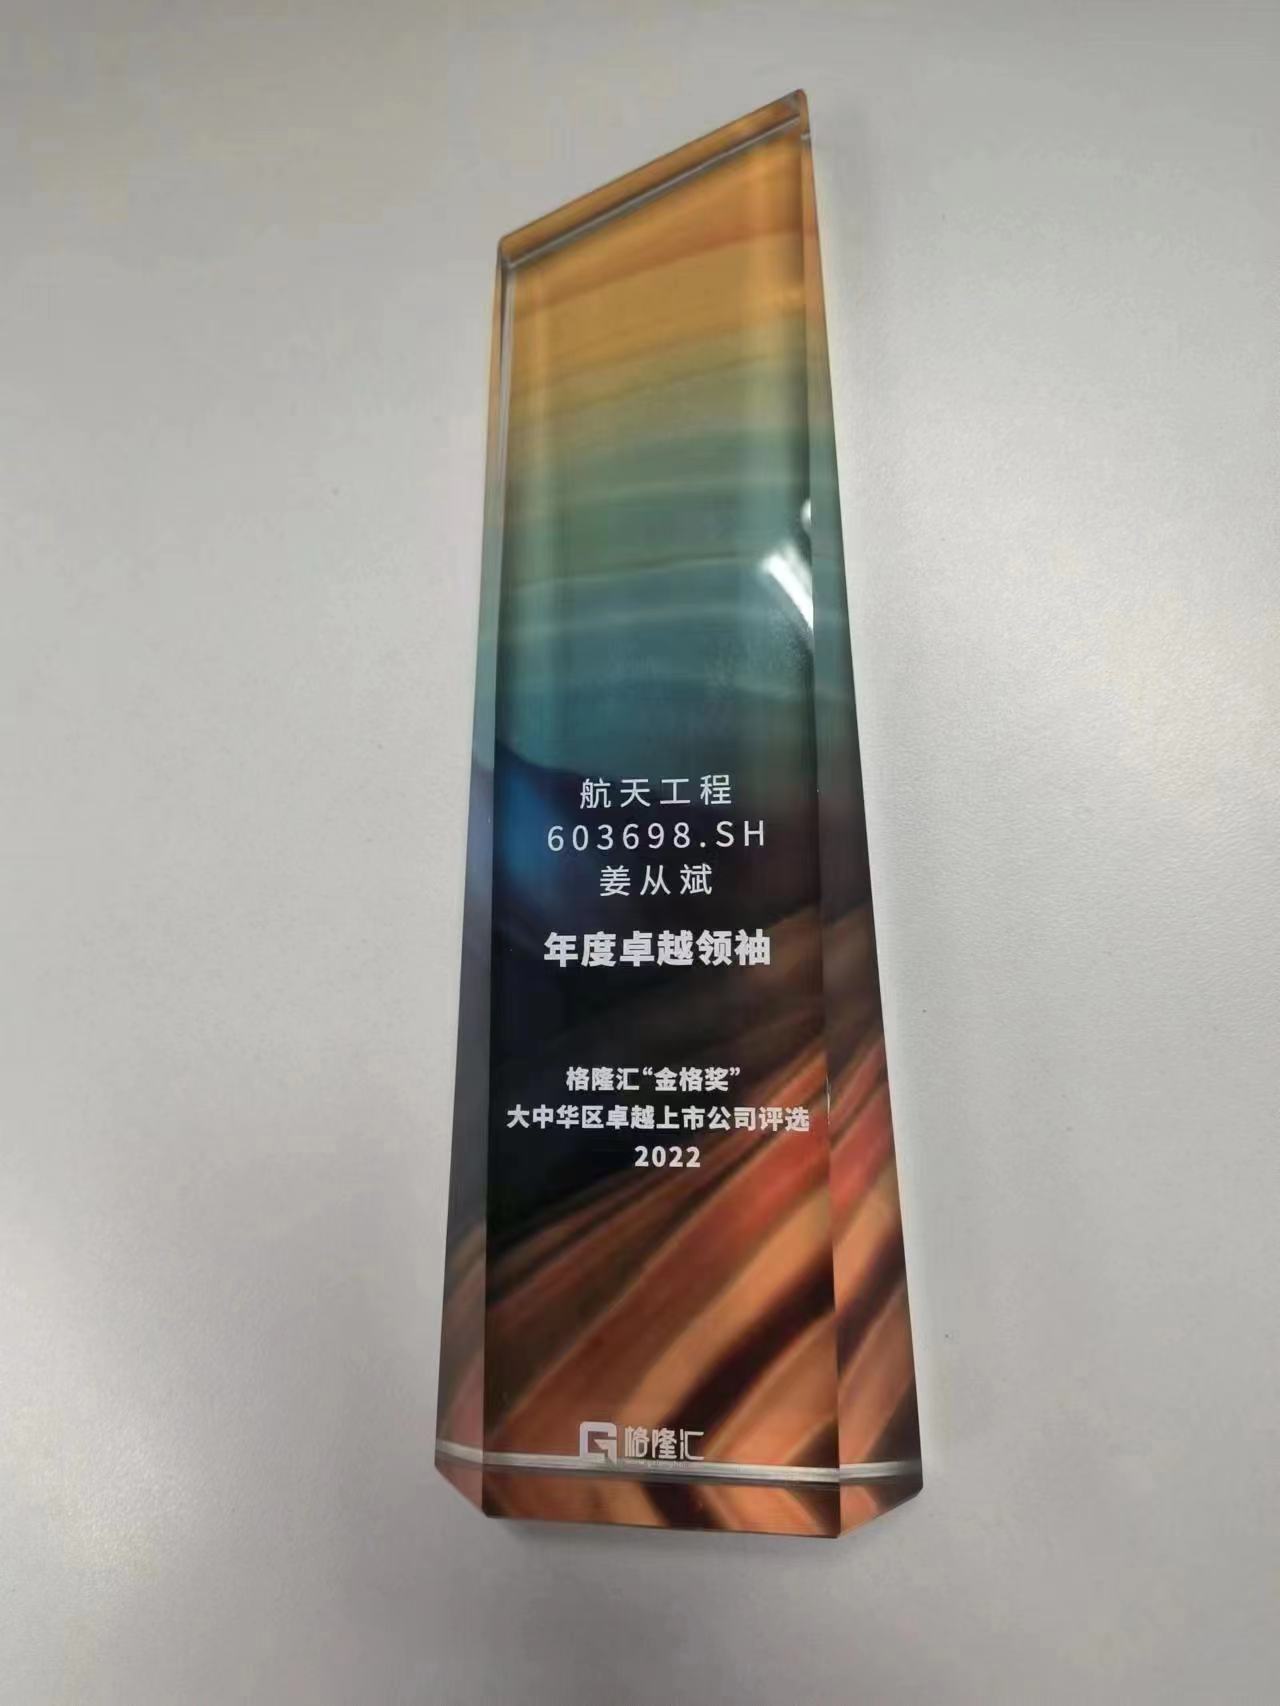 航天工程
603698.SH
姜从斌
年度卓越领袖
格隆汇“金格奖”
大中华区卓越上市公司评选
2022
格隆汇